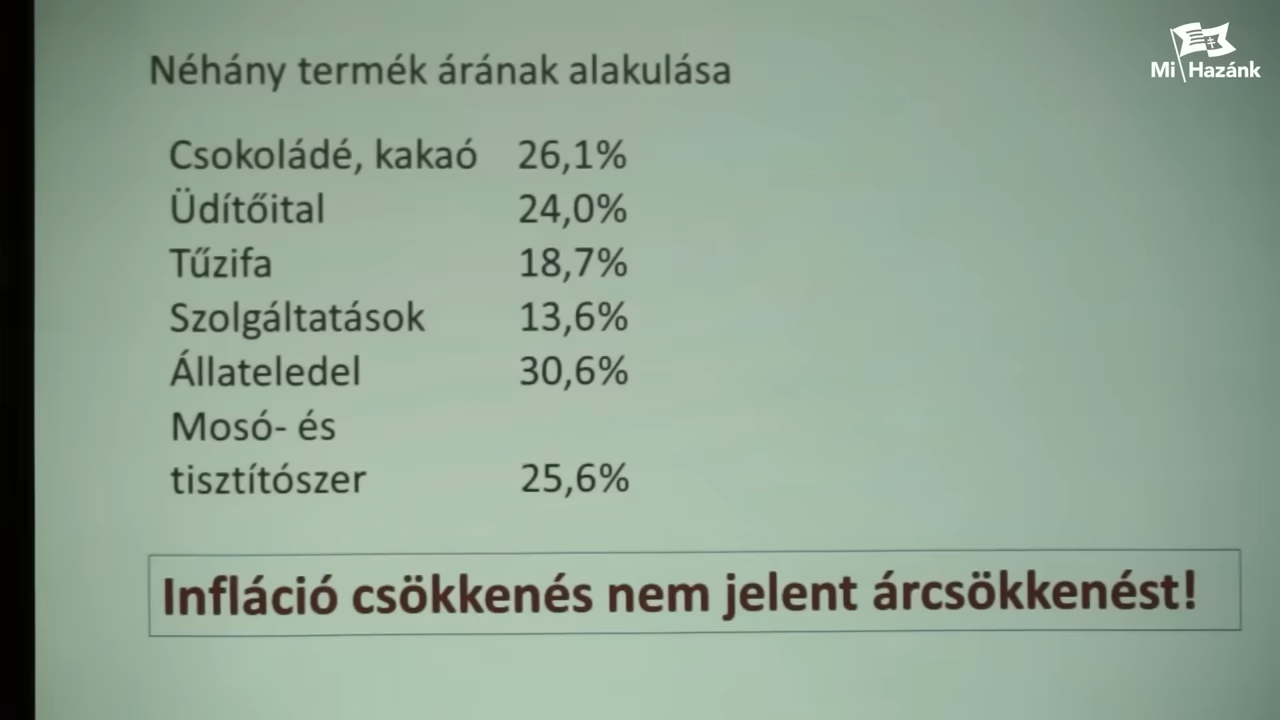 Néhány termék árának alakulása
Mi Hazánk
Csokoládé, kakaó 26,1%
Üdítőital 24,0%
Tűzifa 18,7%
Szolgáltatások 13,6%
Állateledel 30,6%
Mosó- és
tisztítószer 25,6%
Infláció csökkenés nem jelent árcsökkenést!